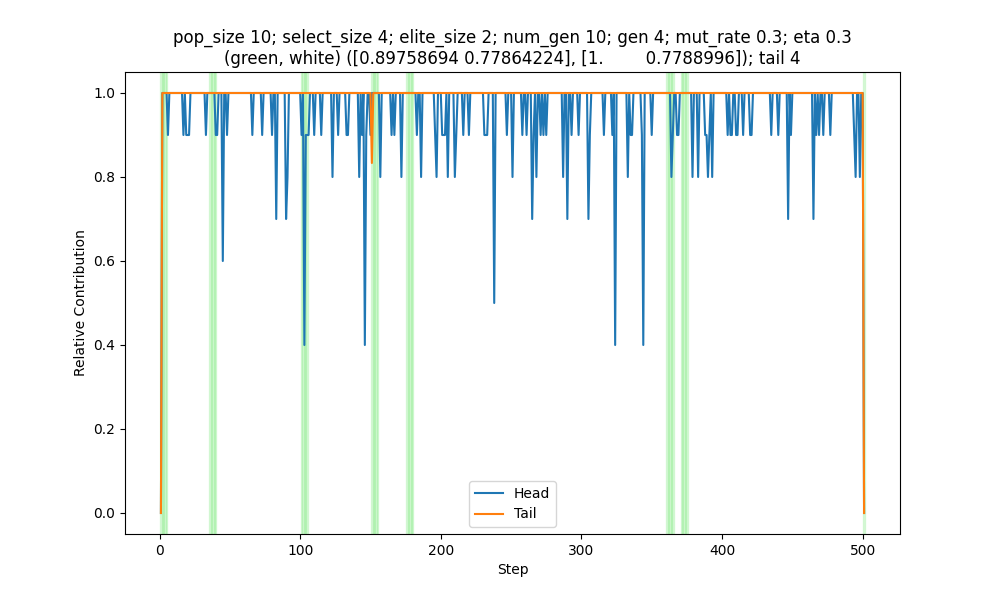 pop_size 10; select_size 4; elite_size 2; num_gen 10; gen 4; mut_rate 0.3; eta 0.3
(green, white) ([0.89758694 0.77864224], [1.         0.7788996]); tail 4
1.0
0.8
0.6
0.4
0.2
0.0
Relative Contribution
Head
Tail
0
100
200
300
400
500
Step